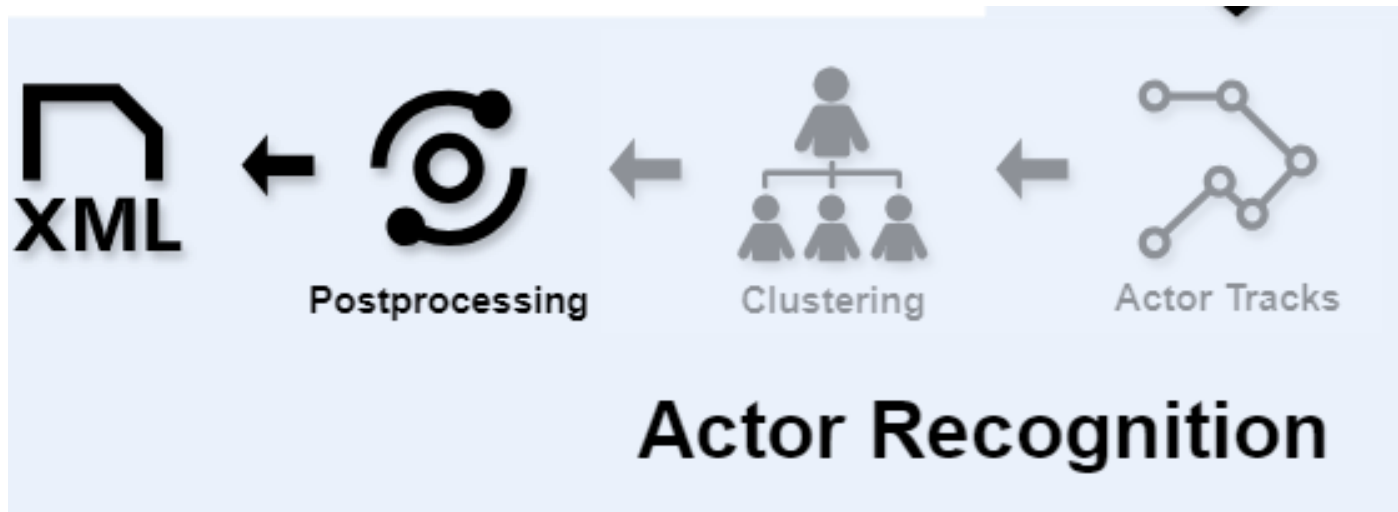 XML
Postprocessing
Clustering
Actor Tracks
Actor Recognition